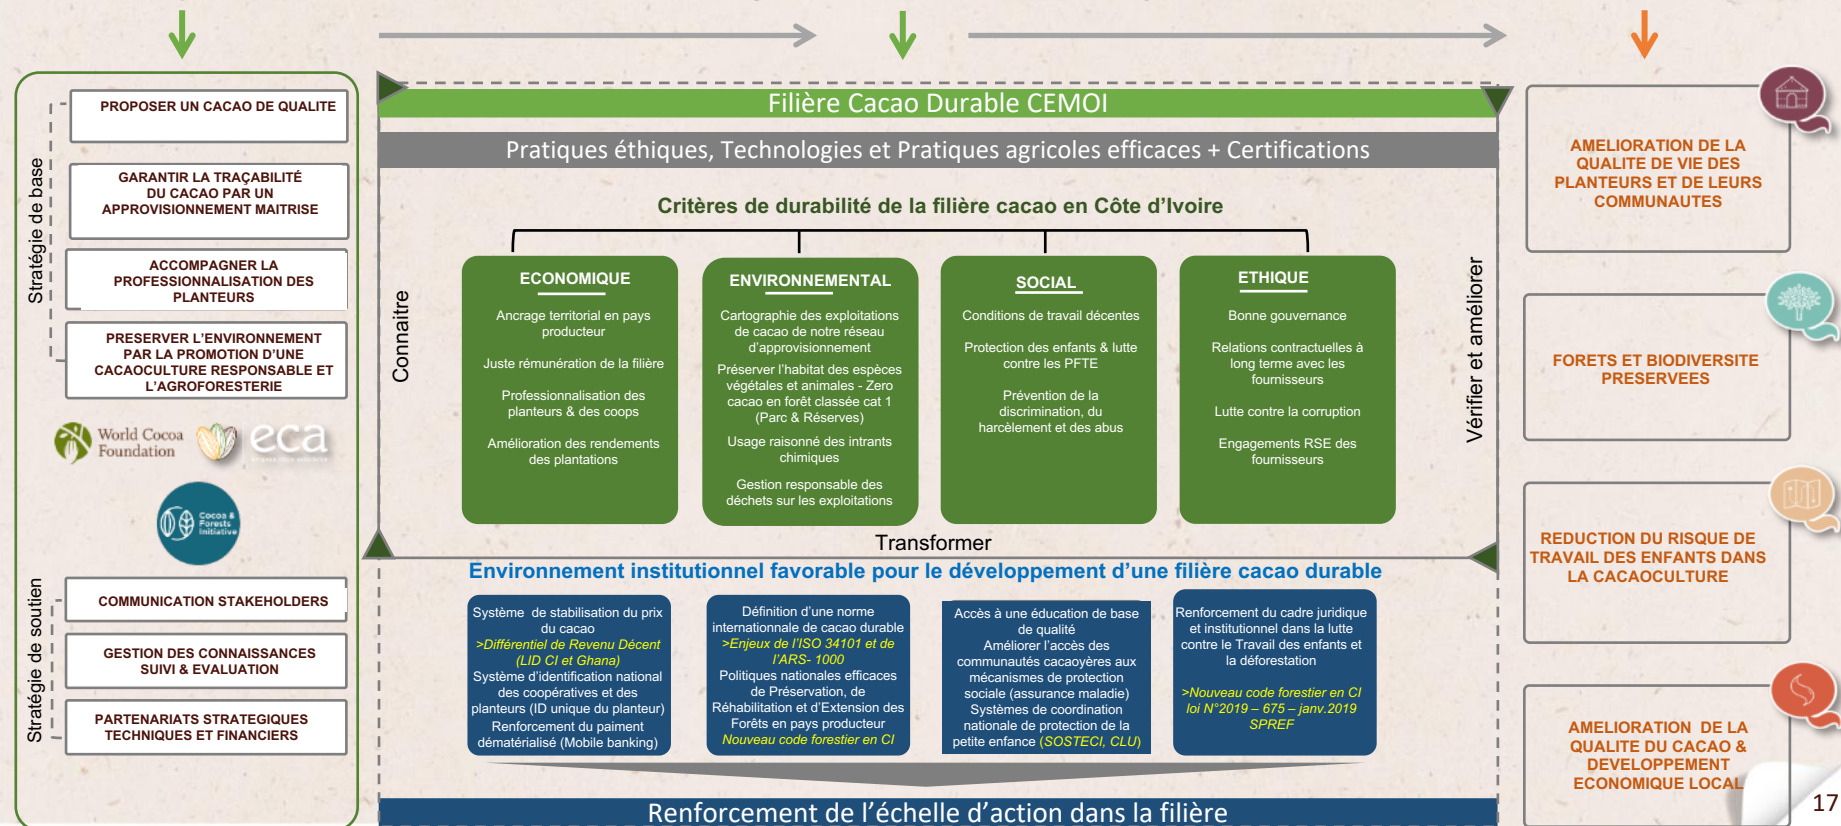 Stratégie de base
PROPOSER UN CACAO DE QUALITE
GARANTIR LA TRAÇABILITÉ
DU CACAO PAR UN
APPROVISIONNEMENT MAITRISE
ACCOMPAGNER LA
PROFESSIONNALISATION DES
PLANTEURS
PRESERVER L'ENVIRONNEMENT
PAR LA PROMOTION D'UNE
CACAOCULTURE RESPONSABLE ET
L'AGROFORESTERIE
World Cocoa
Foundation
eca
Cocoa &
Forests
Initiative
Stratégie de soutien
COMMUNICATION STAKEHOLDERS
GESTION DES CONNAISSANCES
SUIVI & EVALUATION
PARTENARIATS STRATEGIQUES
TECHNIQUES ET FINANCIERS
Filière Cacao Durable CEMOI
Pratiques éthiques, Technologies et Pratiques agricoles efficaces + Certifications
Critères de durabilité de la filière cacao en Côte d'Ivoire
Connaitre
ECONOMIQUE
Ancrage territorial en pays
producteur
Juste rémunération de la filière
Professionnalisation des
planteurs & des coops
Amélioration des rendements
des plantations
ENVIRONNEMENTAL
Cartographie des exploitations
de cacao de notre réseau
d'approvisionnement
Préserver l'habitat des espèces
végétales et animales - Zero
cacao en forêt classée cat 1
(Parc & Réserves)
Usage raisonné des intrants
chimiques
Gestion responsable des
déchets sur les exploitations
SOCIAL
Conditions de travail décentes
Protection des enfants & lutte
contre les PFTE
Prévention de la
discrimination, du
harcèlement et des abus
ETHIQUE
Bonne gouvernance
Relations contractuelles à
long terme avec les
fournisseurs
Lutte contre la corruption
Engagements RSE des
fournisseurs
Vérifier et améliorer
Transformer
Environnement institutionnel favorable pour le développement d'une filière cacao durable
Système de stabilisation du prix
du cacao
>Différentiel de Revenu Décent
(LID CI et Ghana)
Système d'identification national
des coopératives et des
planteurs (ID unique du planteur)
Renforcement du paiment
dématérialisé (Mobile banking)
Définition d'une norme
internationnale de cacao durable
>Enjeux de l'ISO 34101 et de
l'ARS- 1000
Politiques nationales efficaces
de Préservation, de
Réhabilitation et d'Extension des
Forêts en pays producteur
Nouveau code forestier en CI
Accès à une éducation de base
de qualité
Améliorer l'accès des
communautés cacaoyères aux
mécanismes de protection
sociale (assurance maladie)
Systèmes de coordination
nationale de protection de la
petite enfance (SOSTECI, CLU)
Renforcement du cadre juridique
et institutionnel dans la lutte
contre le Travail des enfants et
la déforestation
>Nouveau code forestier en CI
loi N°2019 – 675 – janv.2019
SPREF
Renforcement de l'échelle d'action dans la filière
AMELIORATION DE LA
QUALITE DE VIE DES
PLANTEURS ET DE LEURS
COMMUNAUTES
FORETS ET BIODIVERSITE
PRESERVEES
REDUCTION DU RISQUE DE
TRAVAIL DES ENFANTS DANS
LA CACAOCULTURE
AMELIORATION DE LA
QUALITE DU CACAO &
DEVELOPPEMENT
ECONOMIQUE LOCAL
17